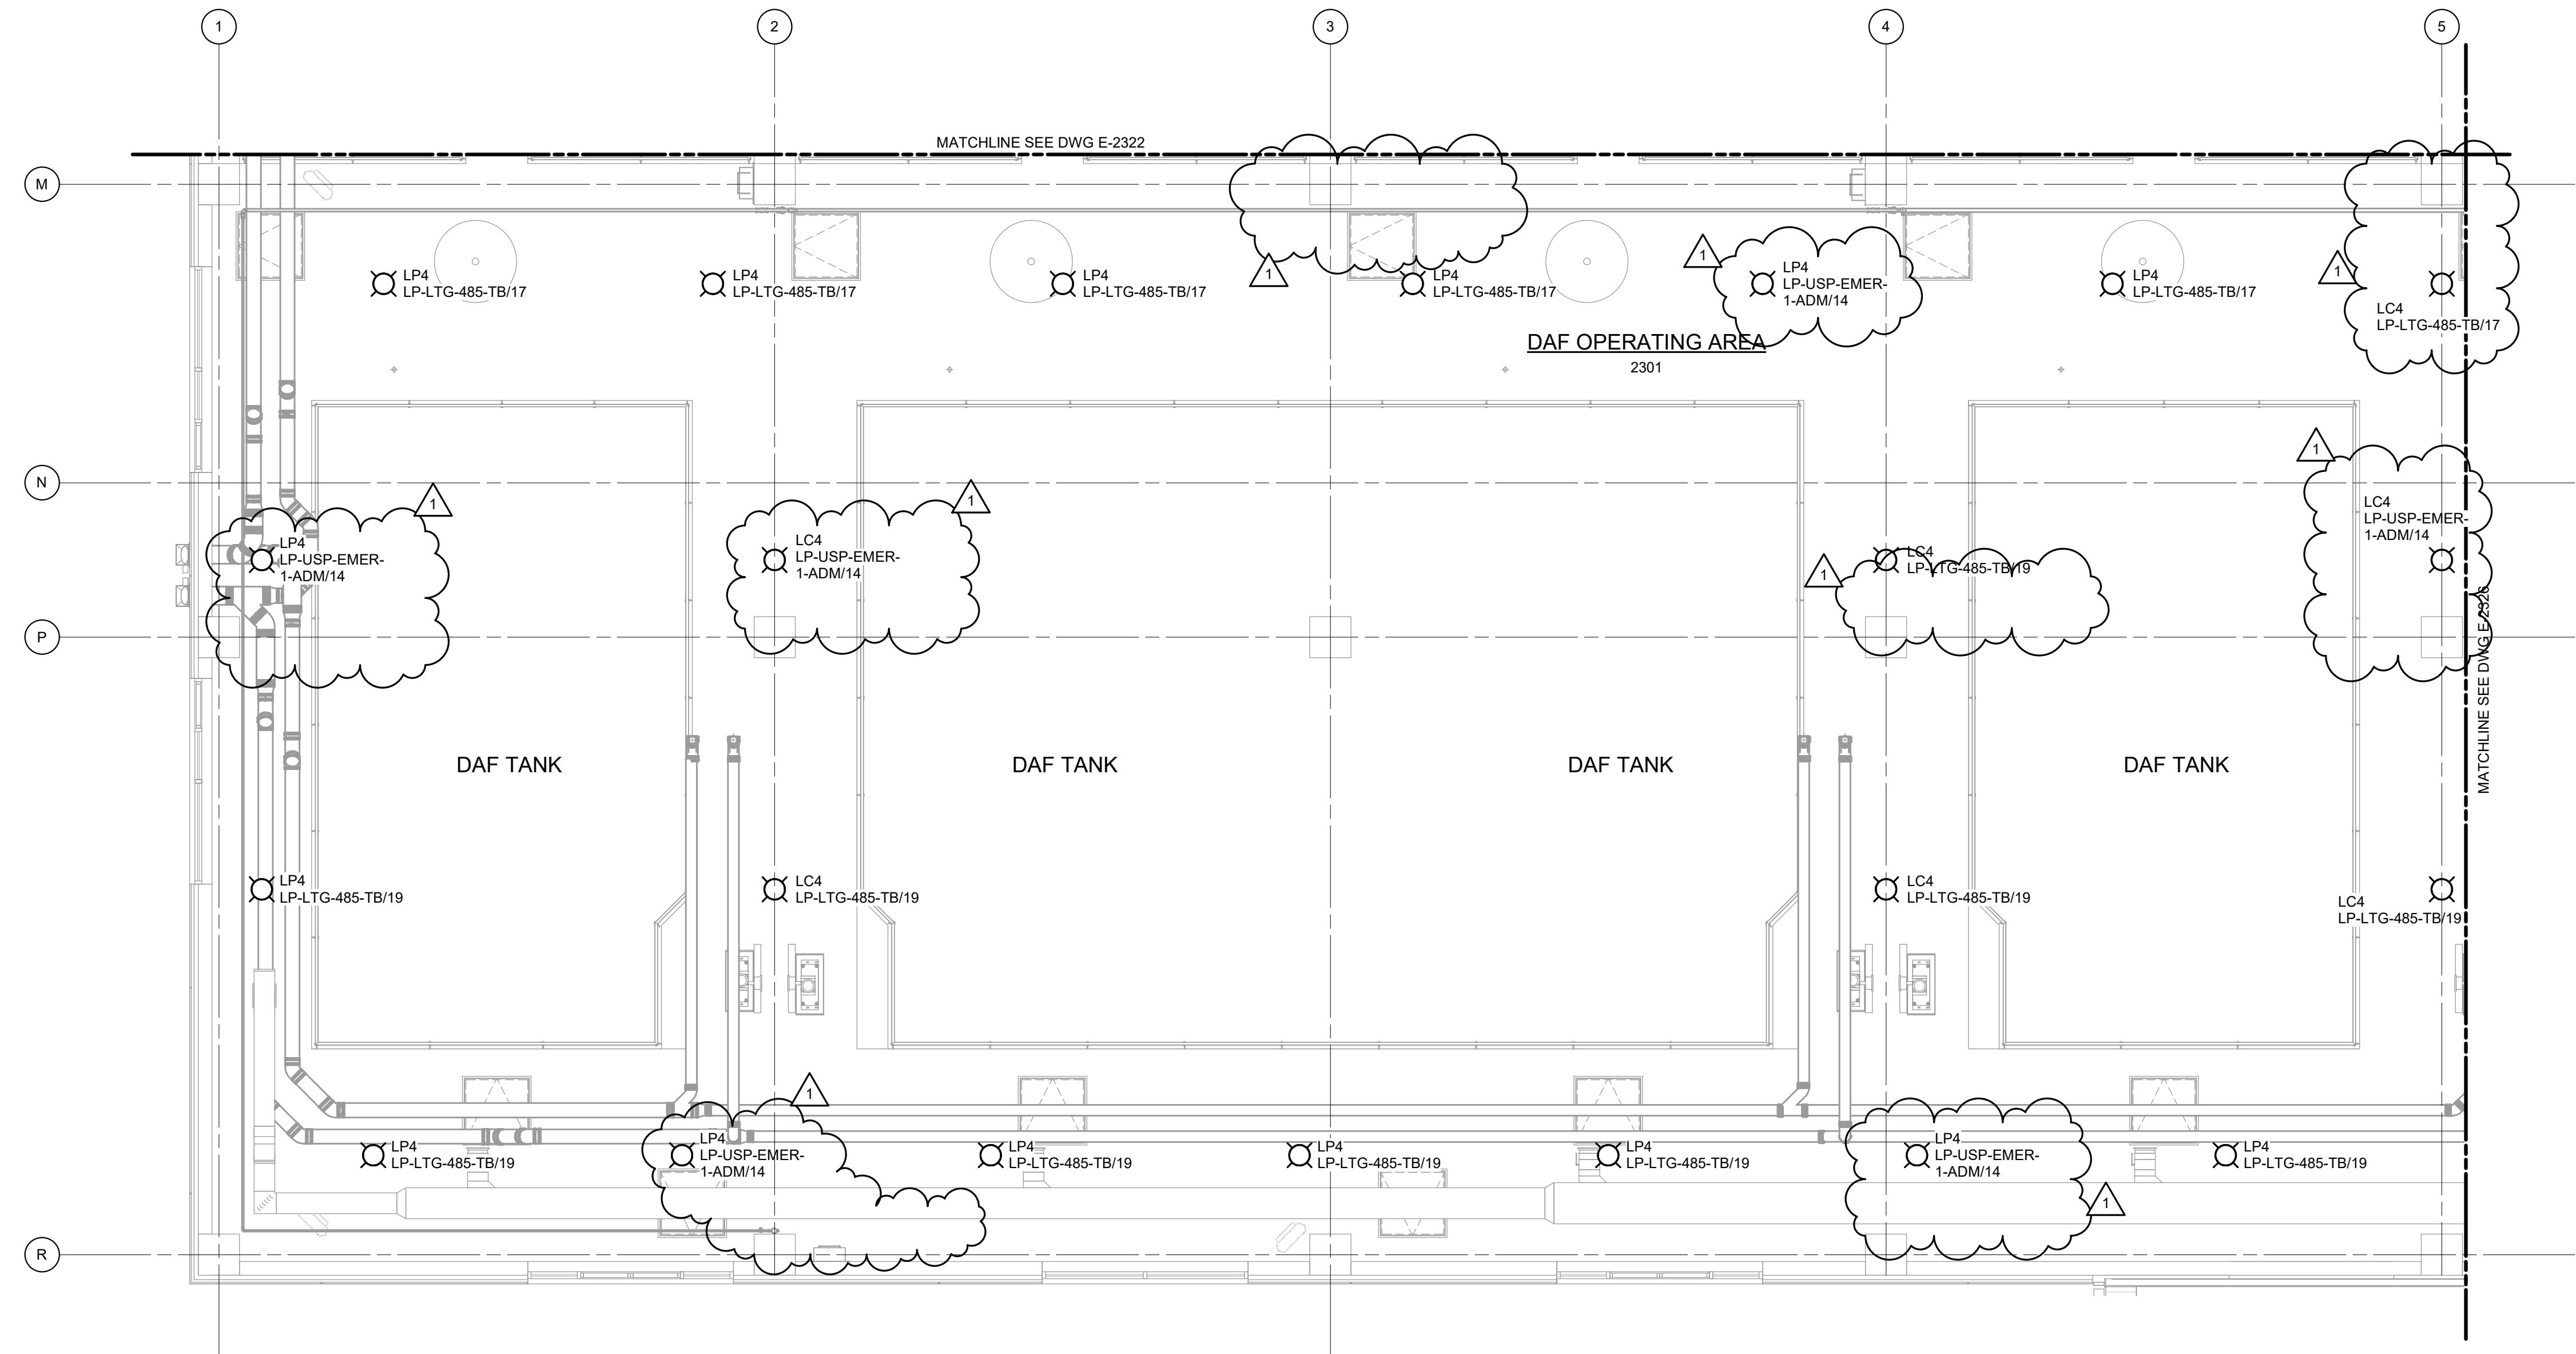 1
2
3
4
5
MATCHLINE SEE DWG E-2322
M
1
1
1
LP4
LP-LTG-485-TB/17
LP4
LP-LTG-485-TB/17
LP4
LP-LTG-485-TB/17
LP4
LP-LTG-485-TB/17
LP4
LP-USP-EMER-
1-ADM/14
LP4
LP-LTG-485-TB/17
LC4
LP-LTG-485-TB/17
DAF OPERATING AREA
2301
N
1
1
1
1
LP4
LP-USP-EMER-
1-ADM/14
LC4
LP-USP-EMER-
1-ADM/14
LC4
LP-LTG-485-TB/19
LC4
LP-USP-EMER-
1-ADM/14
P
MATCHLINE SEE DWG E-2326
DAF TANK
DAF TANK
DAF TANK
DAF TANK
LP4
LP-LTG-485-TB/19
LC4
LP-LTG-485-TB/19
LC4
LP-LTG-485-TB/19
LC4
LP-LTG-485-TB/19
1
LP4
LP-LTG-485-TB/19
LP4
LP-USP-EMER-
1-ADM/14
LP4
LP-LTG-485-TB/19
LP4
LP-LTG-485-TB/19
LP4
LP-LTG-485-TB/19
LP4
LP-USP-EMER-
1-ADM/14
LP4
LP-LTG-485-TB/19
1
R